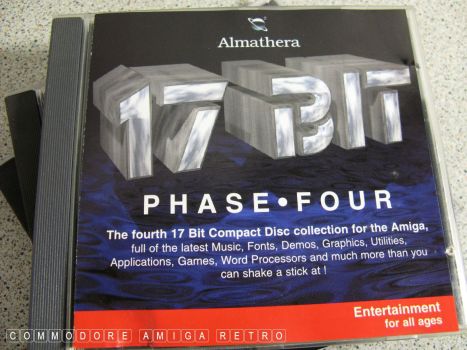 Almathera
17 BIT
PHASE•FOUR
The fourth 17 Bit Compact Disc collection for the Amiga,
full of the latest Music, Fonts, Demos, Graphics, Utilities,
Applications, Games, Word Processors and much more than you
can shake a stick at !
Entertainment
for all ages
COMMODORE AMIGA RETRO